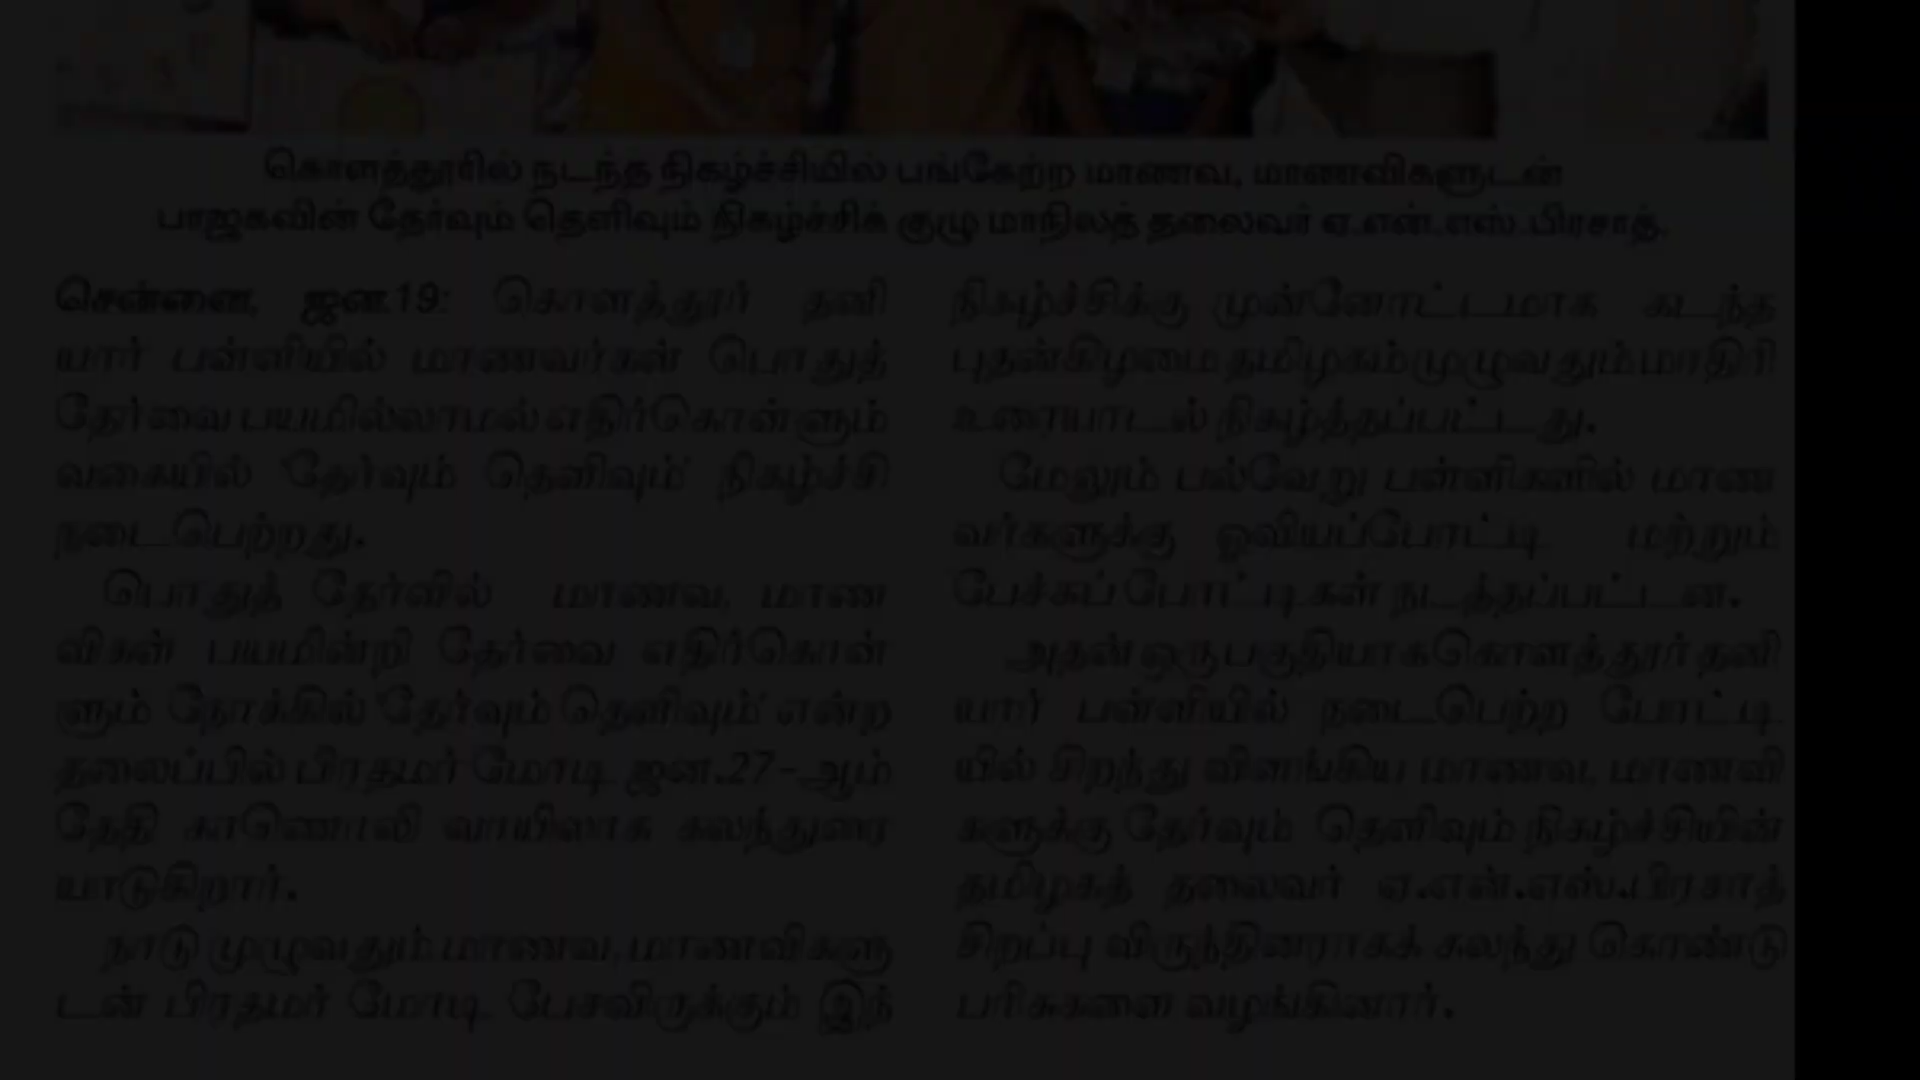 கொளத்தூரில் நடந்த நிகழ்ச்சியில் பங்கேற்ற மாணவ, மாணவிகளுடன்
பாஜகவின் தேர்வும் தெளிவும் நிகழ்ச்சிக் குழு மாநிலத் தலைவர் ஏ.என்.எஸ்.பிரசாத்.
சென்னை, ஜன.19: கொளத்தூர் தனி
யார் பள்ளியில் மாணவர்கள் பொதுத்
தேர்வை பயமில்லாமல் எதிர்கொள்ளும்
வகையில் 'தேர்வும் தெளிவும்' நிகழ்ச்சி
நடைபெற்றது.
பொதுத் தேர்வில் மாணவ, மாண
விகள் பயமின்றி தேர்வை எதிர்கொள்
ளும் நோக்கில் 'தேர்வும் தெளிவும்' என்ற
தலைப்பில் பிரதமர் மோடி ஜன.27-ஆம்
தேதி காணொலி வாயிலாக கலந்துரை
யாடுகிறார்.
நாடு முழுவதும் மாணவ, மாணவிகளு
டன் பிரதமர் மோடி பேசவிருக்கும் இந்
நிகழ்ச்சிக்கு முன்னோட்டமாக கடந்த
புதன்கிழமை தமிழகம் முழுவதும் மாதிரி
உரையாடல் நிகழ்த்தப்பட்டது.
மேலும் பல்வேறு பள்ளிகளில் மாண
வர்களுக்கு ஓவியப்போட்டி மற்றும்
பேச்சுப் போட்டிகள் நடத்தப்பட்டன.
அதன் ஒரு பகுதியாக கொளத்தூர் தனி
யார் பள்ளியில் நடைபெற்ற போட்டி
யில் சிறந்து விளங்கிய மாணவ, மாணவி
களுக்கு தேர்வும் தெளிவும் நிகழ்ச்சியின்
தமிழகத் தலைவர் ஏ.என்.எஸ்.பிரசாத்
சிறப்பு விருந்தினராகக் கலந்து கொண்டு
பரிசுகளை வழங்கினார்.